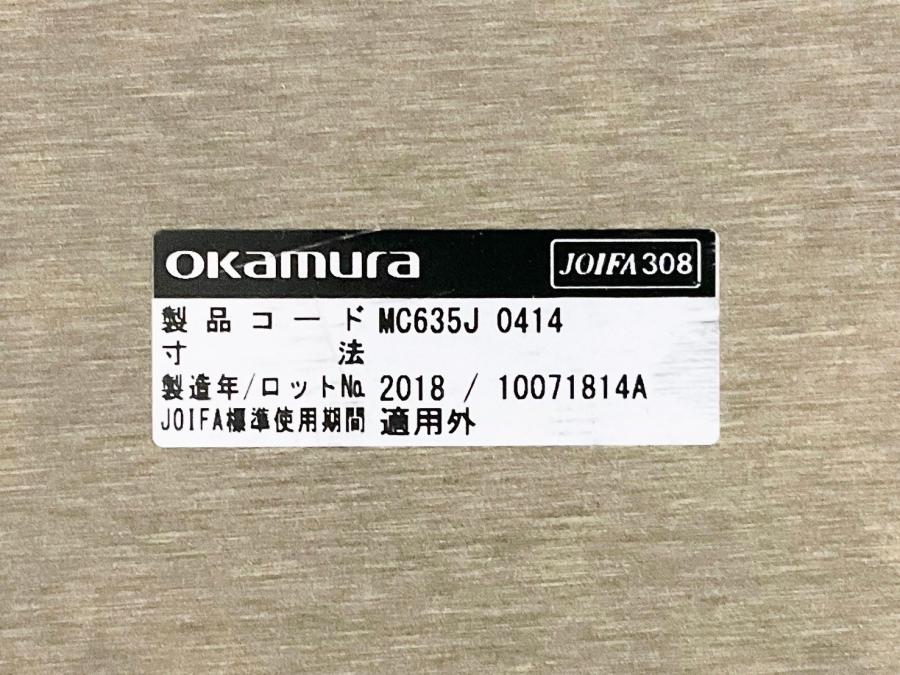 okamura JOIFA308
製品コード MC635J 0414
寸法
製造年/ロット№ 2018 / 10071814A
JOIFA標準使用期間 適用外